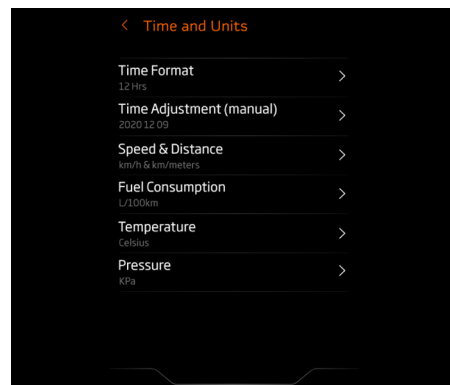 Time and Units
Time Format
12 Hrs
Time Adjustment (manual)
2020 12 09
Speed & Distance
km/h & km/meters
Fuel Consumption
L/100km
Temperature
Celsius
Pressure
KPa